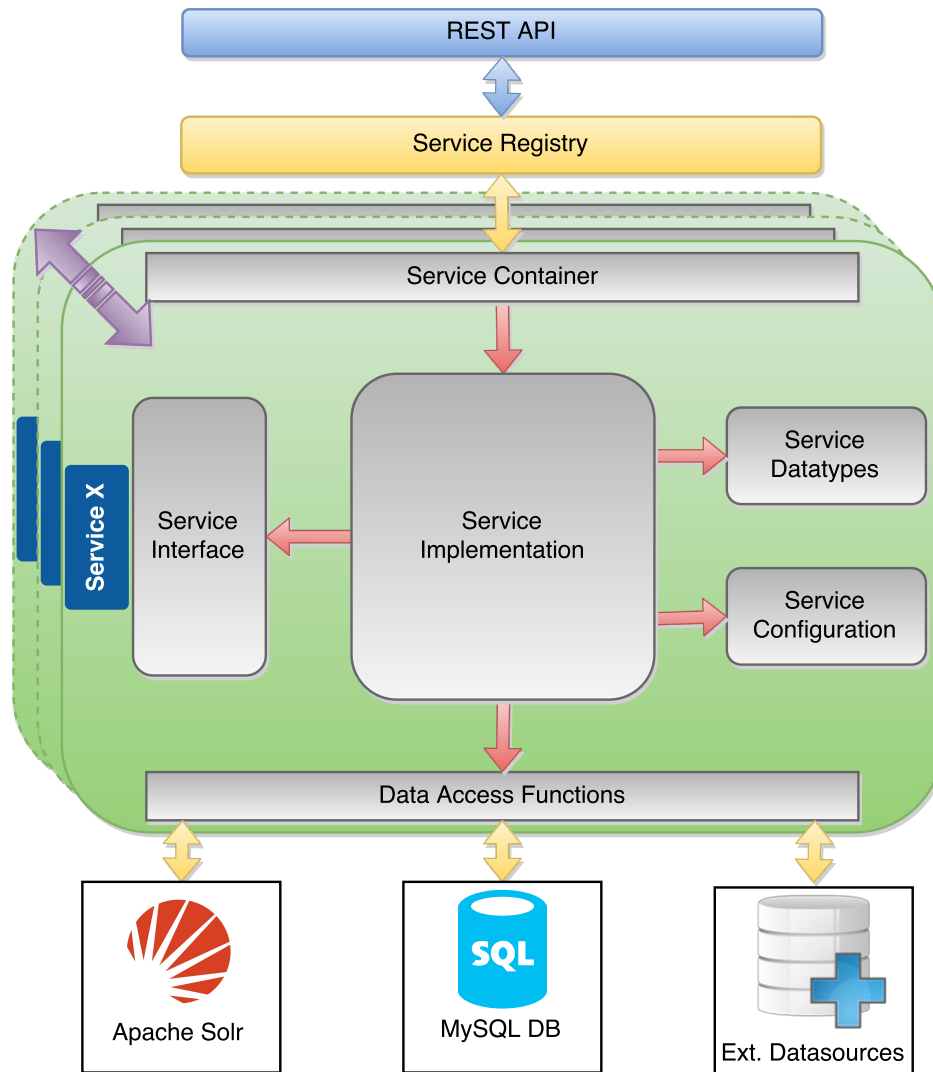 REST API
Service Registry
Service Container
Service X
Service
Interface
Service
Implementation
Service
Datatypes
Service
Configuration
Data Access Functions
Apache Solr
SQL
MySQL DB
Ext. Datasources